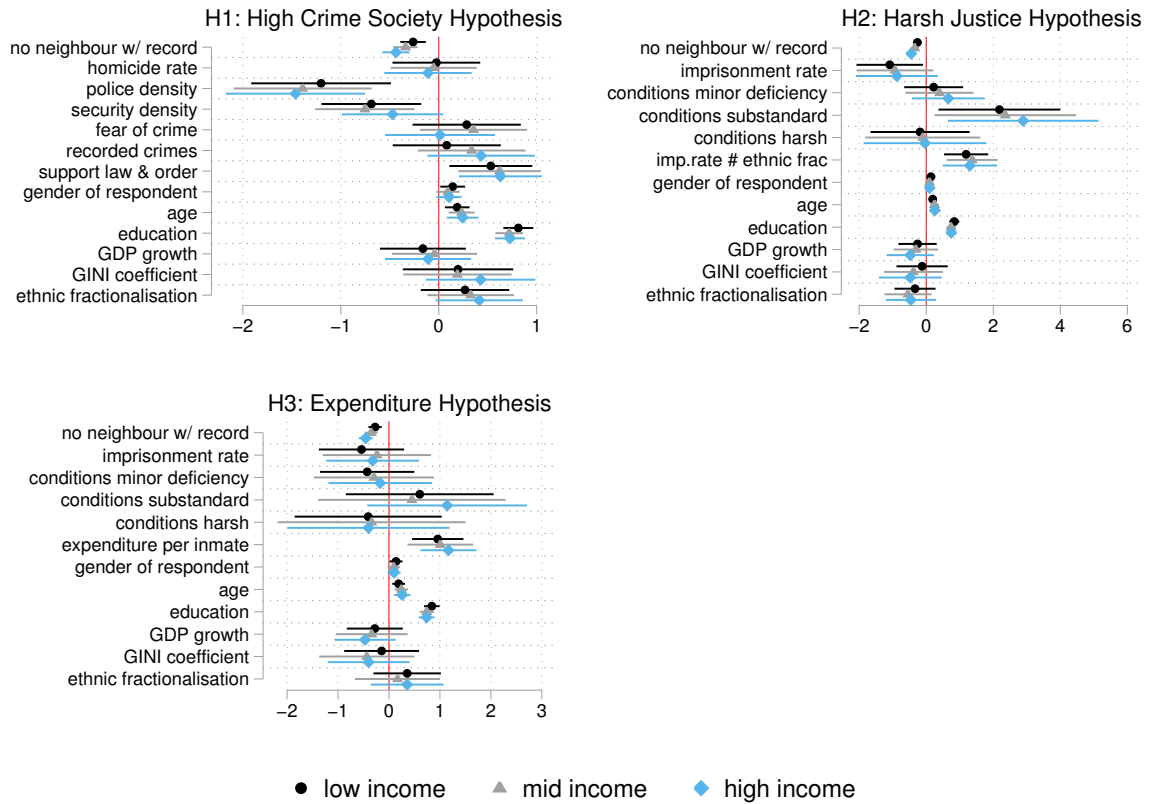 H1: High Crime Society Hypothesis
no neighbour w/ record
homicide rate
police density
security density
fear of crime
recorded crimes
support law & order
gender of respondent
age
education
GDP growth
GINI coefficient
ethnic fractionalisation
−2 −1 0 1
H2: Harsh Justice Hypothesis
no neighbour w/ record
imprisonment rate
conditions minor deficiency
conditions substandard
conditions harsh
imp.rate # ethnic frac
gender of respondent
age
education
GDP growth
GINI coefficient
ethnic fractionalisation
−2 0 2 4 6
H3: Expenditure Hypothesis
no neighbour w/ record
imprisonment rate
conditions minor deficiency
conditions substandard
conditions harsh
expenditure per inmate
gender of respondent
age
education
GDP growth
GINI coefficient
ethnic fractionalisation
−2 −1 0 1 2 3
low income mid income high income